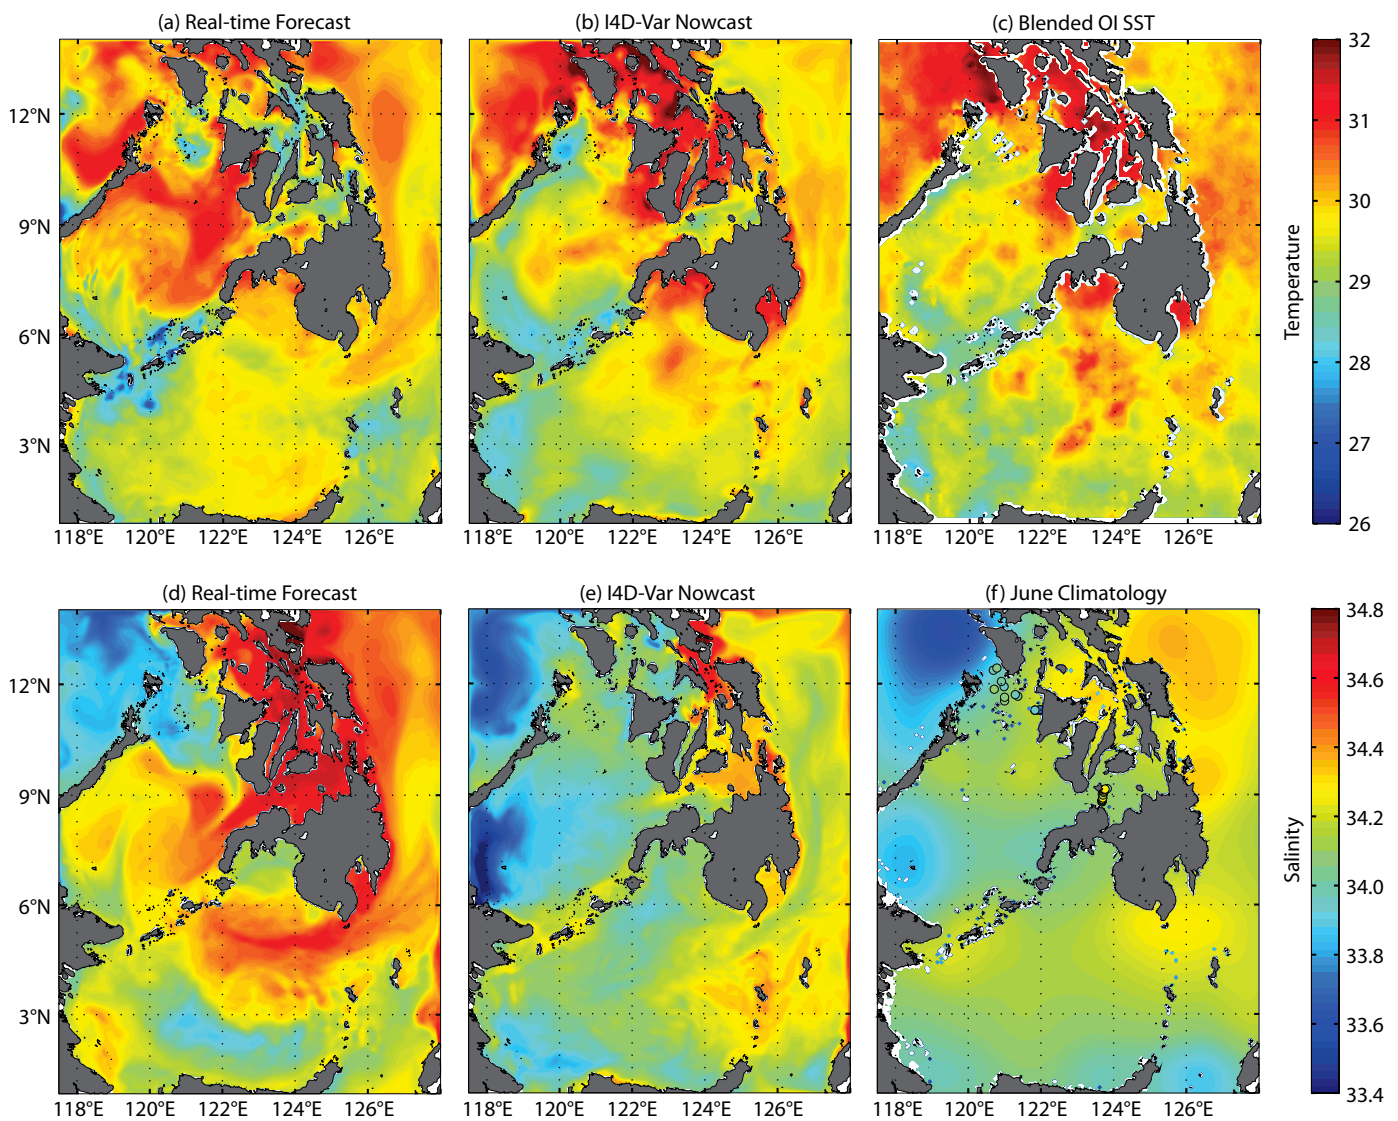 (a) Real-time Forecast
(b) I4D-Var Nowcast
(c) Blended OI SST
12°N
9°N
6°N
3°N
118°E 120°E 122°E 124°E 126°E
118°E 120°E 122°E 124°E 126°E
118°E 120°E 122°E 124°E 126°E
32
31
30
29
28
27
26
Temperature
(d) Real-time Forecast
(e) I4D-Var Nowcast
(f) June Climatology
12°N
9°N
6°N
3°N
118°E 120°E 122°E 124°E 126°E
118°E 120°E 122°E 124°E 126°E
118°E 120°E 122°E 124°E 126°E
34.8
34.6
34.4
34.2
34.0
33.8
33.6
33.4
Salinity